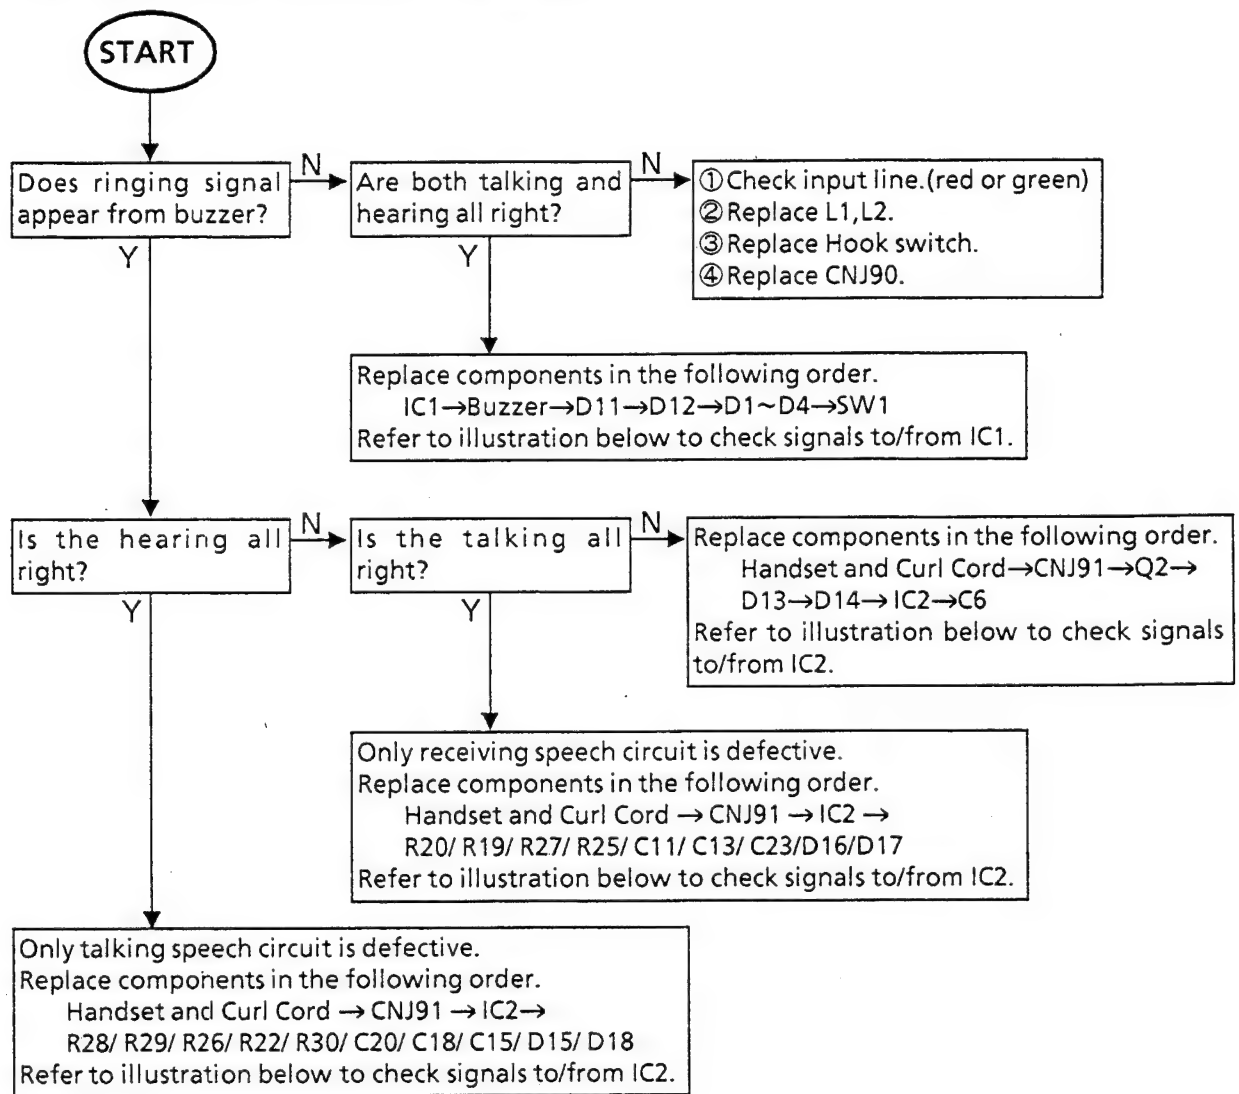 START
Does ringing signal
appear from buzzer?
N
Are both talking and
hearing all right?
N
①Check input line.(red or green)
②Replace L1,L2.
③Replace Hook switch.
④Replace CNJ90.
Y
Y
Replace components in the following order.
IC1→Buzzer→D11→D12→D1~D4→SW1
Refer to illustration below to check signals to/from IC1.
Is the hearing all
right?
N
Is the talking all
right?
N
Replace components in the following order.
Handset and Curl Cord→CNJ91→Q2→
D13→D14→IC2→C6
Refer to illustration below to check signals
to/from IC2.
Y
Y
Only receiving speech circuit is defective.
Replace components in the following order.
Handset and Curl Cord → CNJ91 → IC2 →
R20/ R19/ R27/ R25/ C11/ C13/ C23/D16/D17
Refer to illustration below to check signals to/from IC2.
Only talking speech circuit is defective.
Replace components in the following order.
Handset and Curl Cord → CNJ91 → IC2→
R28/ R29/ R26/ R22/ R30/ C20/ C18/ C15/ D15/ D18
Refer to illustration below to check signals to/from IC2.